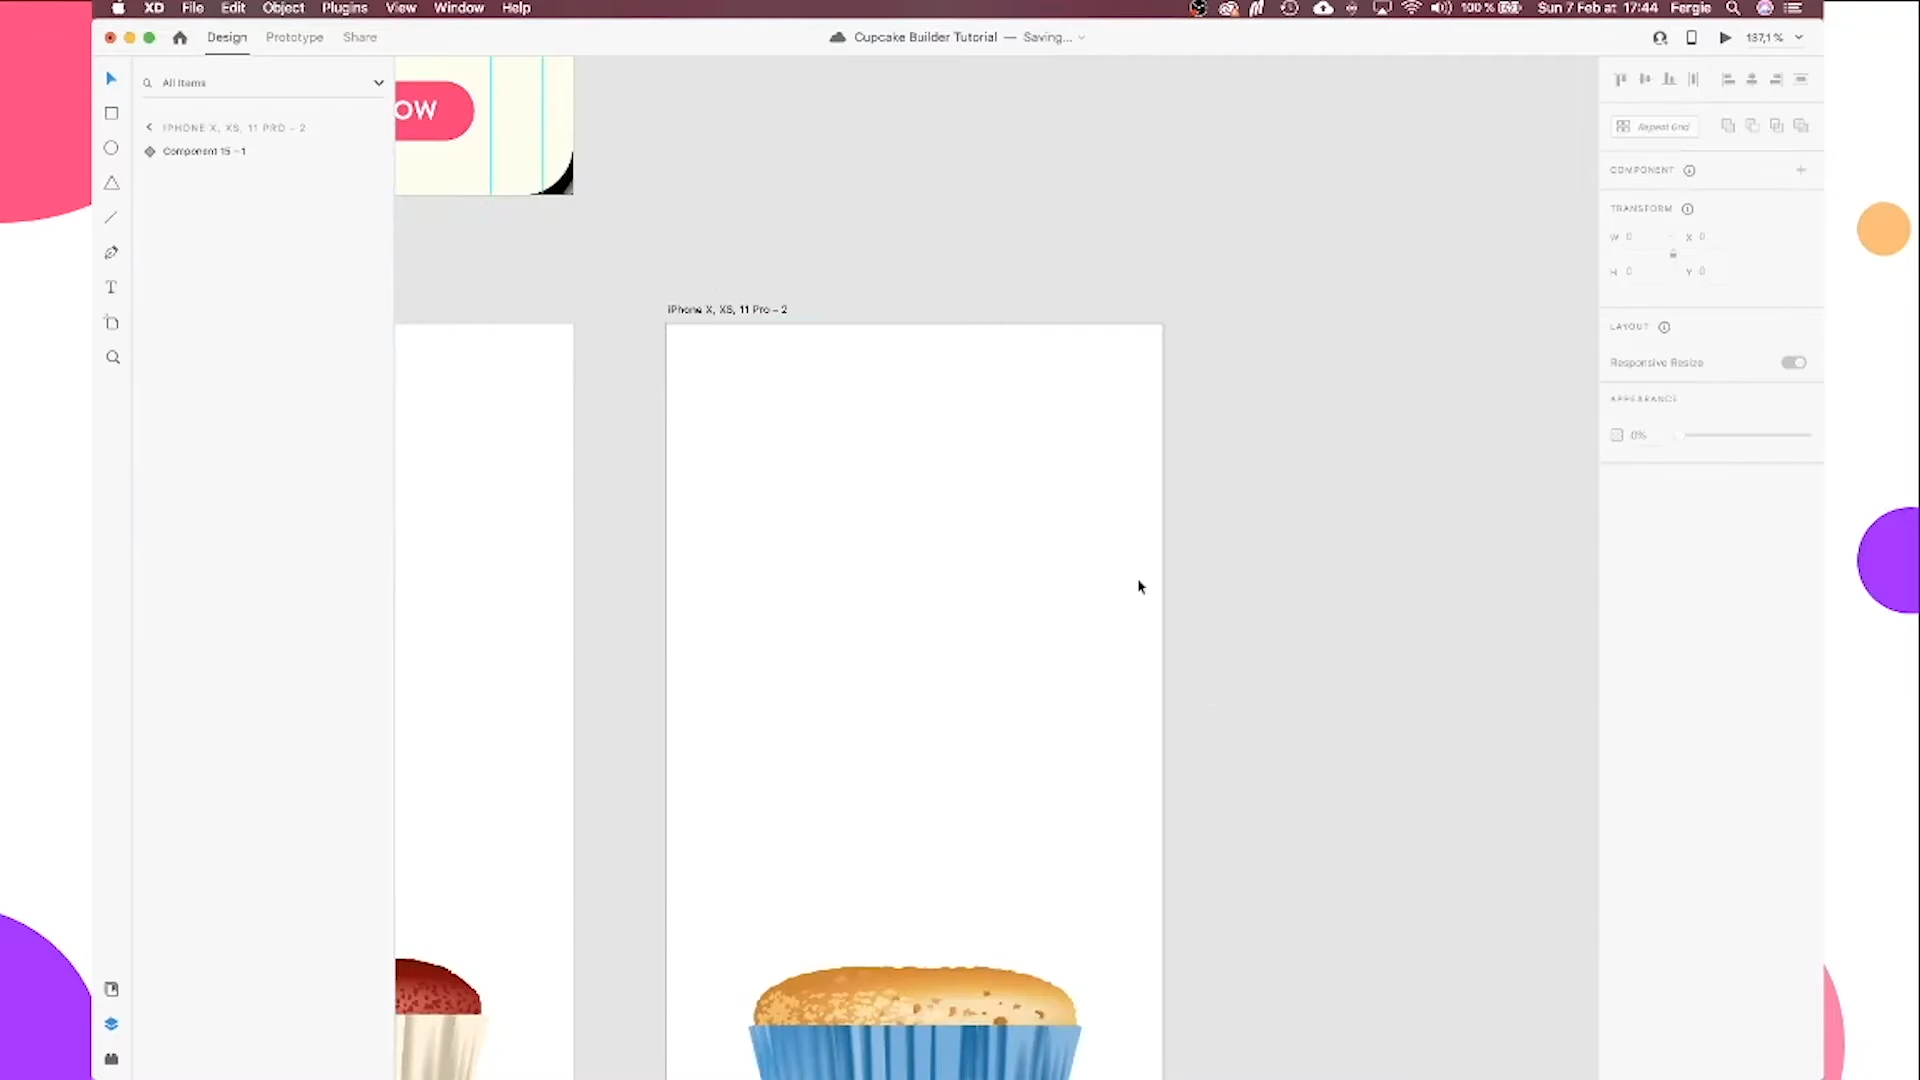 XD File Edit Object Plugins View Window Help 100 % Sun 7 Feb at 17:44 Fergie
Design Prototype Share Cupcake Builder Tutorial — Saving... 137,1%
All Items
IPHONE X, XS, 11 PRO – 2
Component 15 – 1
OW
iPhone X, XS, 11 Pro – 2
Repeat Grid
COMPONENT
TRANSFORM
W 0 X 0
H 0 Y 0
LAYOUT
Responsive Resize
APPEARANCE
0%